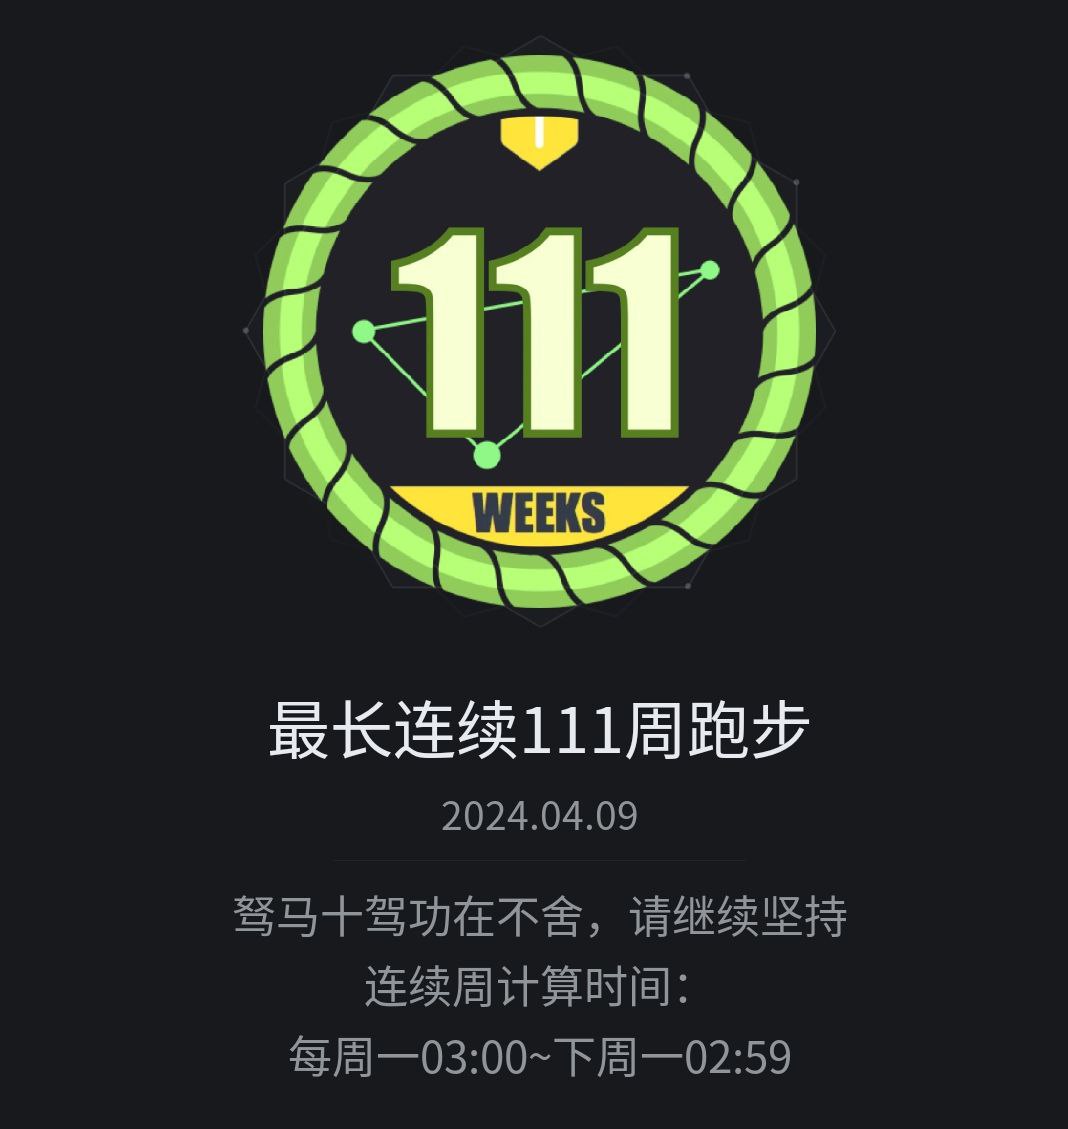 111
WEEKS
最长连续111周跑步
2024.04.09
驽马十驾功在不舍，请继续坚持
连续周计算时间：
每周一03:00~下周一02:59